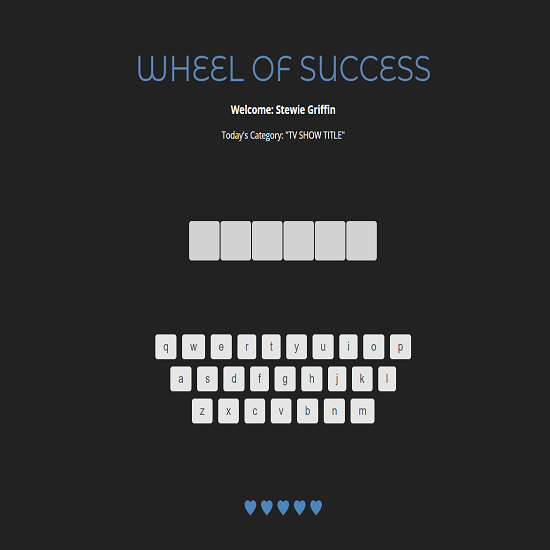 WHEEL OF SUCCESS
Welcome: Stewie Griffin
Today's Category: "TV SHOW TITLE"
q w e r t y u i o p
a s d f g h j k l
z x c v b n m